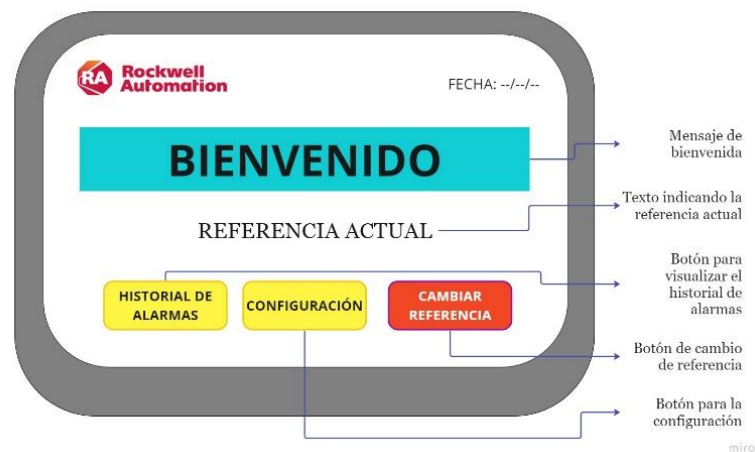 RA
Rockwell
Automation
FECHA: --/--/--
BIENVENIDO
REFERENCIA ACTUAL
HISTORIAL DE
ALARMAS
CONFIGURACIÓN
CAMBIAR
REFERENCIA
Mensaje de
bienvenida
Texto indicando la
referencia actual
Botón para
visualizar el
historial de
alarmas
Botón de cambio
de referencia
Botón para la
configuración
miro